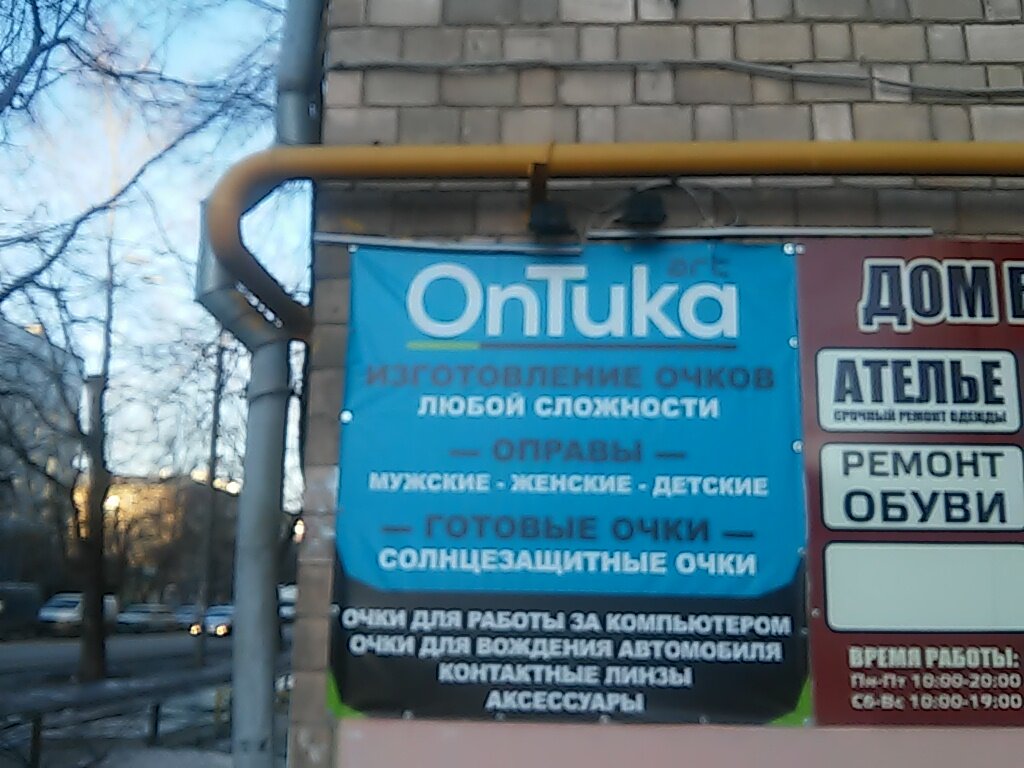 art
OnTuka
ИЗГОТОВЛЕНИЕ ОЧКОВ
ЛЮБОЙ СЛОЖНОСТИ
— ОПРАВЫ —
МУЖСКИЕ - ЖЕНСКИЕ - ДЕТСКИЕ
— ГОТОВЫЕ ОЧКИ —
СОЛНЦЕЗАЩИТНЫЕ ОЧКИ
ОЧКИ ДЛЯ РАБОТЫ ЗА КОМПЬЮТЕРОМ
ОЧКИ ДЛЯ ВОЖДЕНИЯ АВТОМОБИЛЯ
КОНТАКТНЫЕ ЛИНЗЫ
АКСЕССУАРЫ
ДОМ
АТЕЛЬЕ
СРОЧНЫЙ РЕМОНТ ОДЕЖДЫ
РЕМОНТ
ОБУВИ
ВРЕМЯ РАБОТЫ:
Пн-Пт 10:00-20:00
Сб-Вс 10:00-19:00